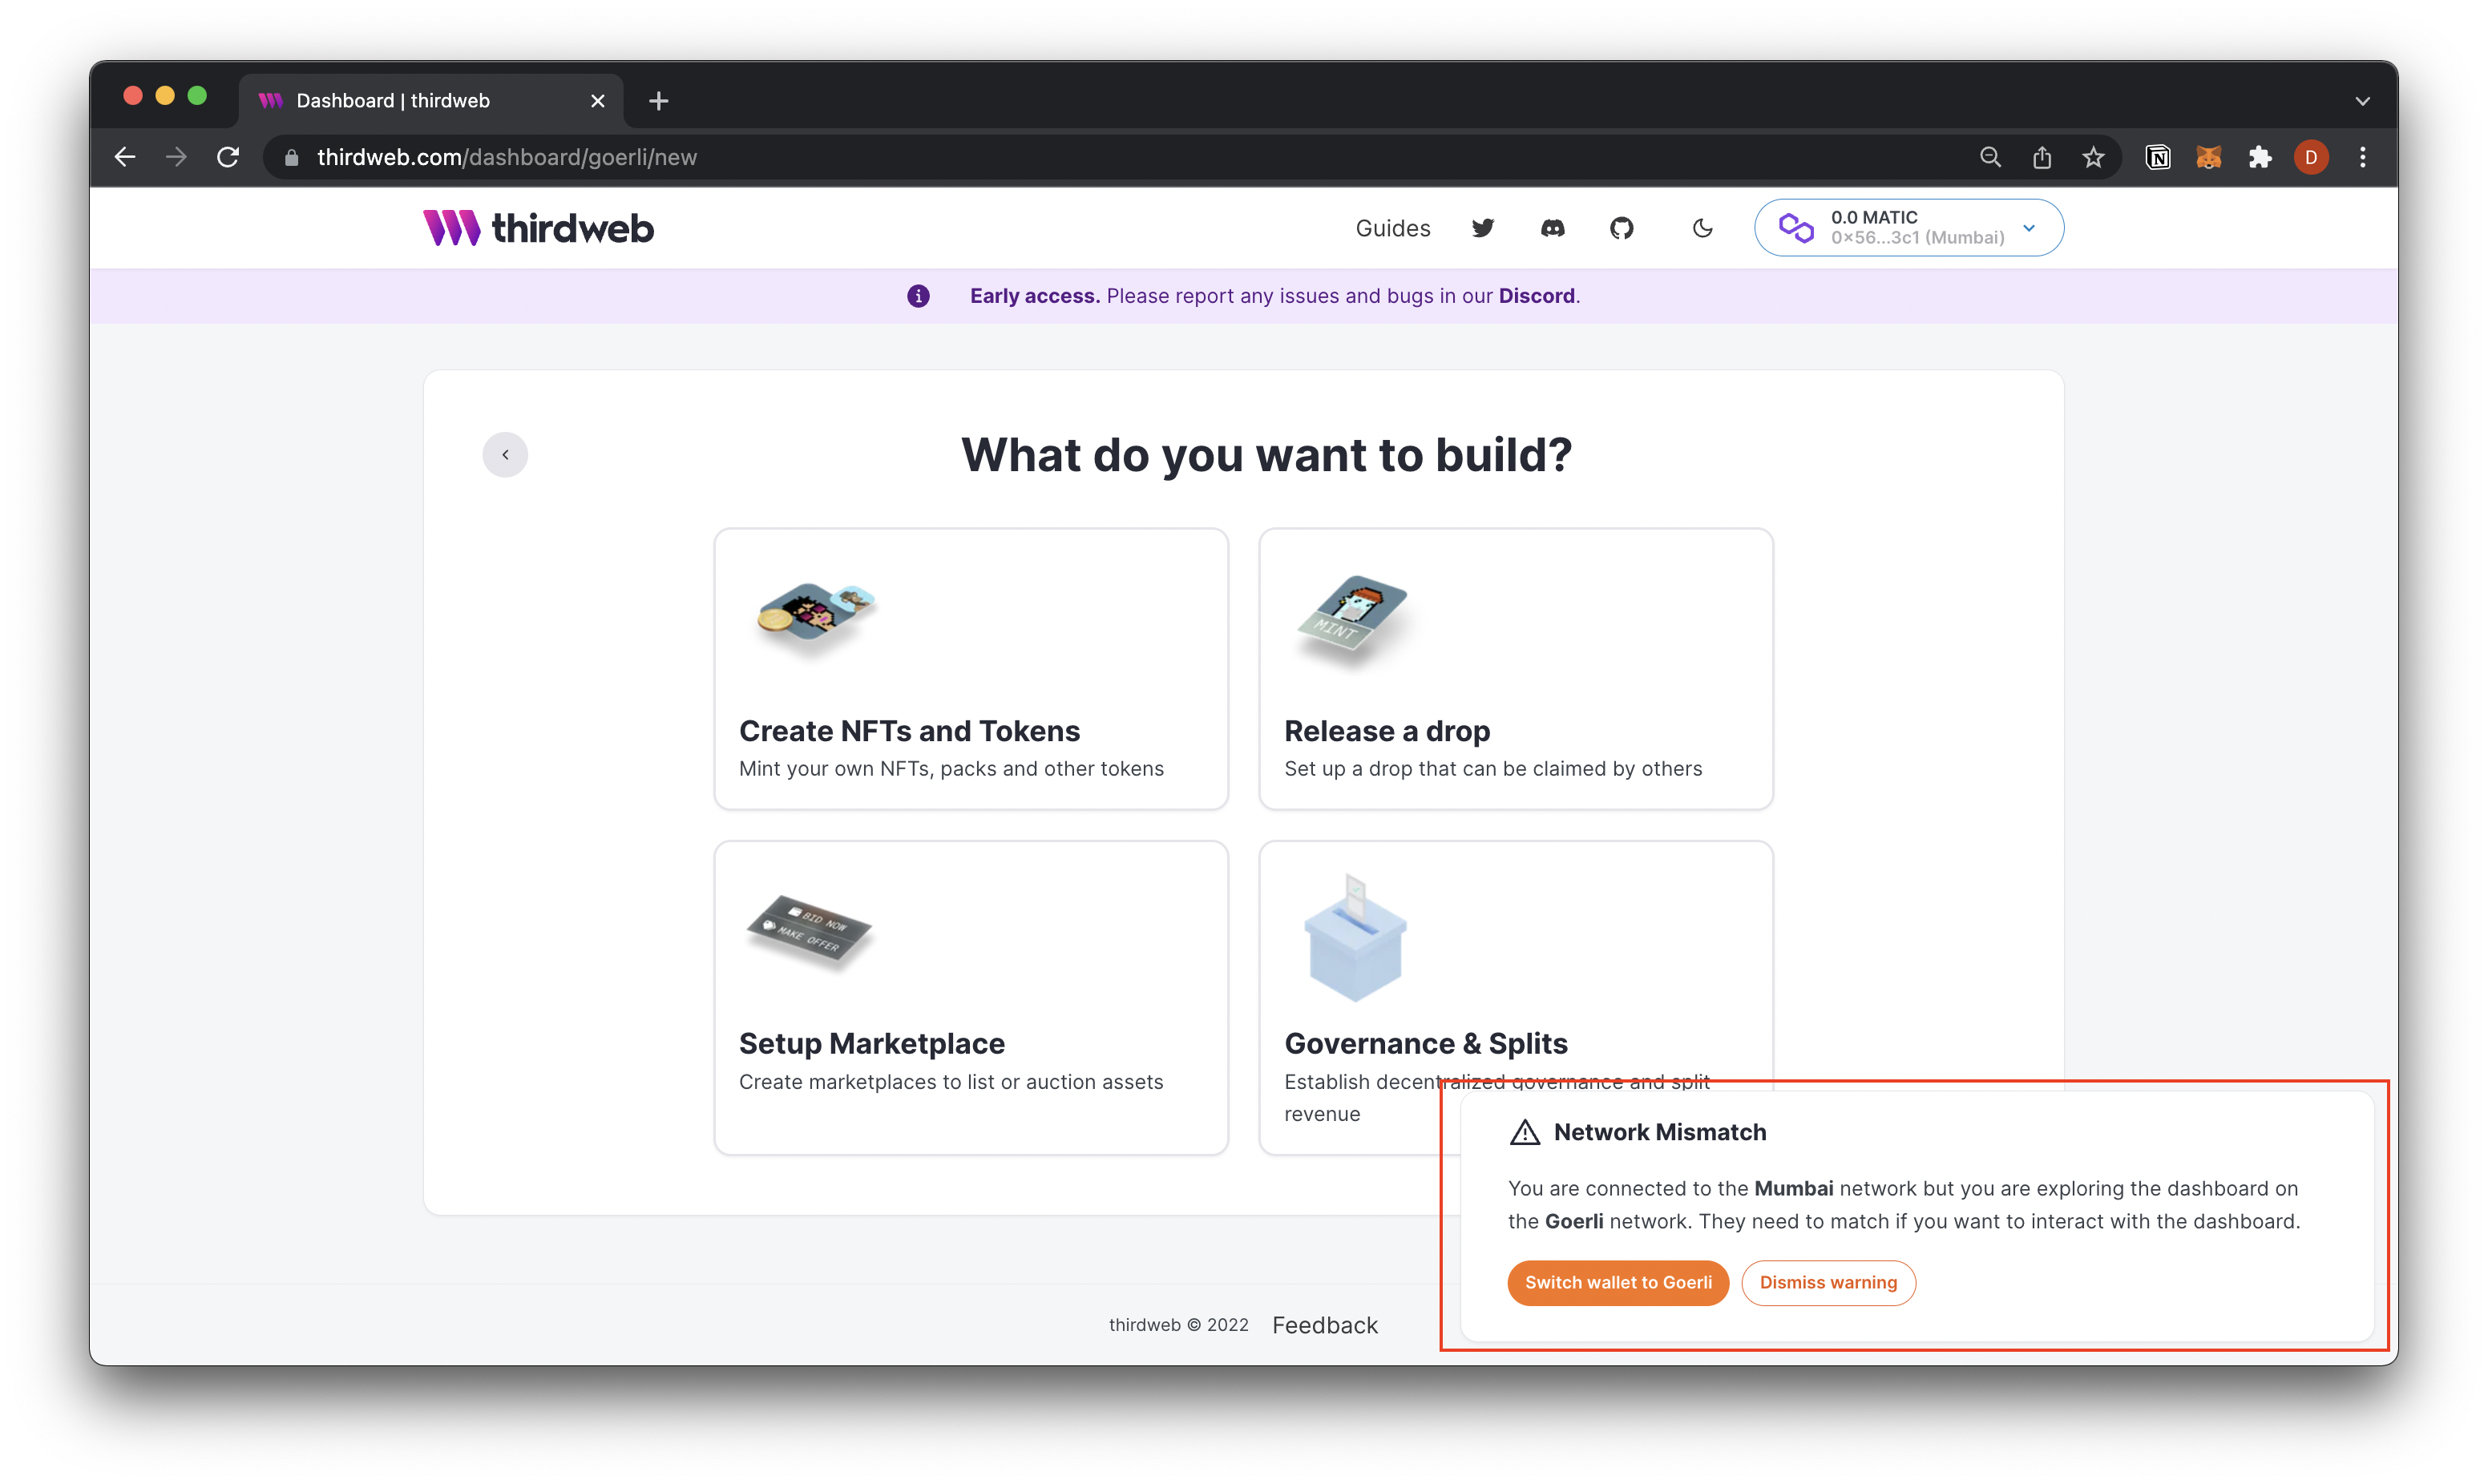 Dashboard | thirdweb
thirdweb.com/dashboard/goerli/new
D
thirdweb
Guides
0.0 MATIC
0x56...3c1 (Mumbai)
Early access. Please report any issues and bugs in our Discord.
What do you want to build?
Create NFTs and Tokens
Mint your own NFTs, packs and other tokens
MINT
Release a drop
Set up a drop that can be claimed by others
BID NOW
MAKE OFFER
Setup Marketplace
Create marketplaces to list or auction assets
Governance & Splits
Establish decentralized governance and split
revenue
Network Mismatch
You are connected to the Mumbai network but you are exploring the dashboard on
the Goerli network. They need to match if you want to interact with the dashboard.
Switch wallet to Goerli
Dismiss warning
thirdweb © 2022
Feedback